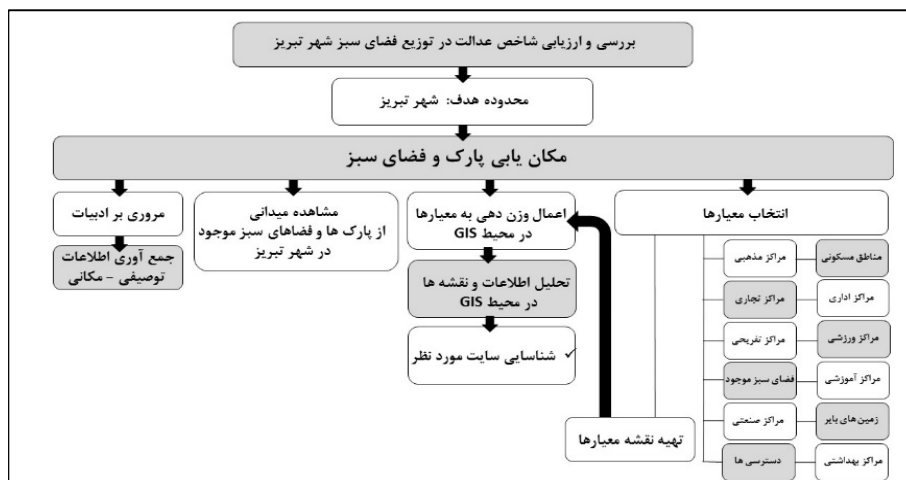 بررسی و ارزیابی شاخص عدالت در توزیع فضای سبز شهر تبریز
محدوده هدف: شهر تبریز
مکان یابی پارک و فضای سبز
انتخاب معیارها
مناطق مسکونی
مراکز مذهبی
مراکز اداری
مراکز تجاری
مراکز ورزشی
مراکز تفریحی
مراکز آموزشی
فضای سبز موجود
زمین های بایر
مراکز صنعتی
مراکز بهداشتی
دسترسی ها
تهیه نقشه معیارها
اعمال وزن دهی به معیارها
در محیط GIS
تحلیل اطلاعات و نقشه ها
در محیط GIS
✓ شناسایی سایت مورد نظر
مشاهده میدانی
از پارک ها و فضاهای سبز موجود
در شهر تبریز
مروری بر ادبیات
جمع آوری اطلاعات
توصیفی – مکانی